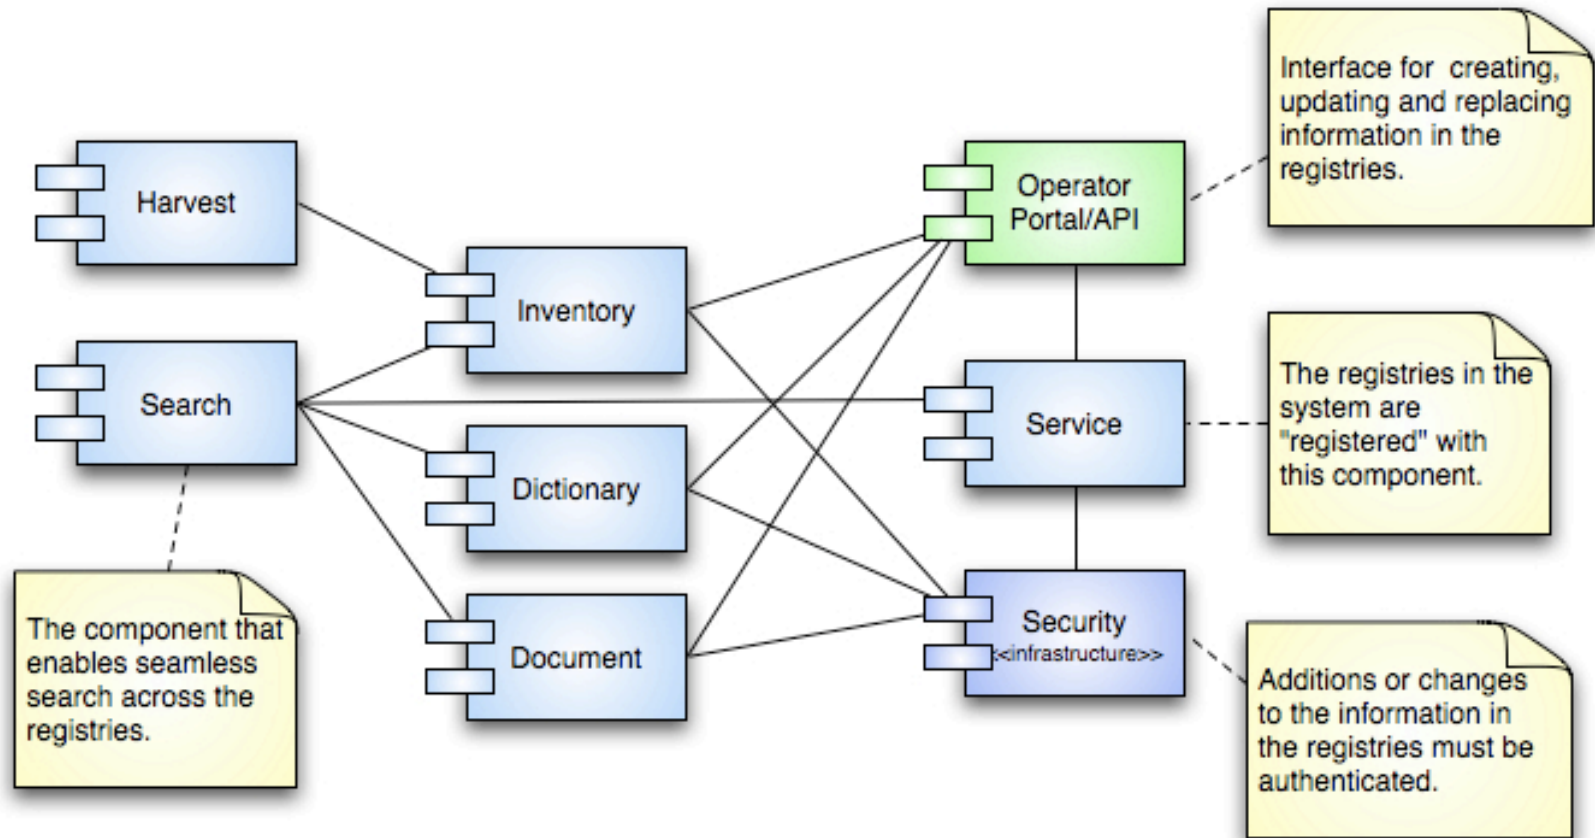 Harvest
Search
The component that
enables seamless
search across the
registries.
Inventory
Dictionary
Document
Operator
Portal/API
Service
Security
<<infrastructure>>
Interface for  creating,
updating and replacing
information in the
registries.
The registries in the
system are
"registered" with
this component.
Additions or changes
to the information in
the registries must be
authenticated.